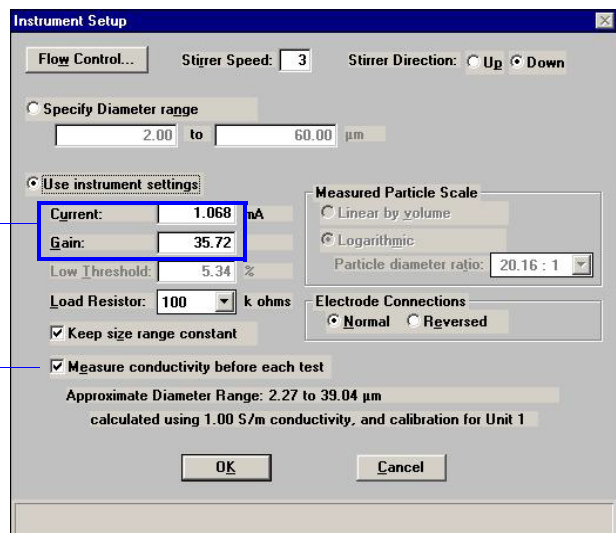 Instrument Setup
Flow Control... Stirrer Speed: 3 Stirrer Direction: Up Down
Specify Diameter range
2.00 to 60.00 µm
Use instrument settings
Measured Particle Scale
Current: 1.068 mA
Linear by volume
Gain: 35.72
Logarithmic
Low Threshold: 5.34 %
Particle diameter ratio: 20.16 : 1
Load Resistor: 100 k ohms
Electrode Connections
Normal Reversed
Keep size range constant
Measure conductivity before each test
Approximate Diameter Range: 2.27 to 39.04 µm
calculated using 1.00 S/m conductivity, and calibration for Unit 1
OK Cancel